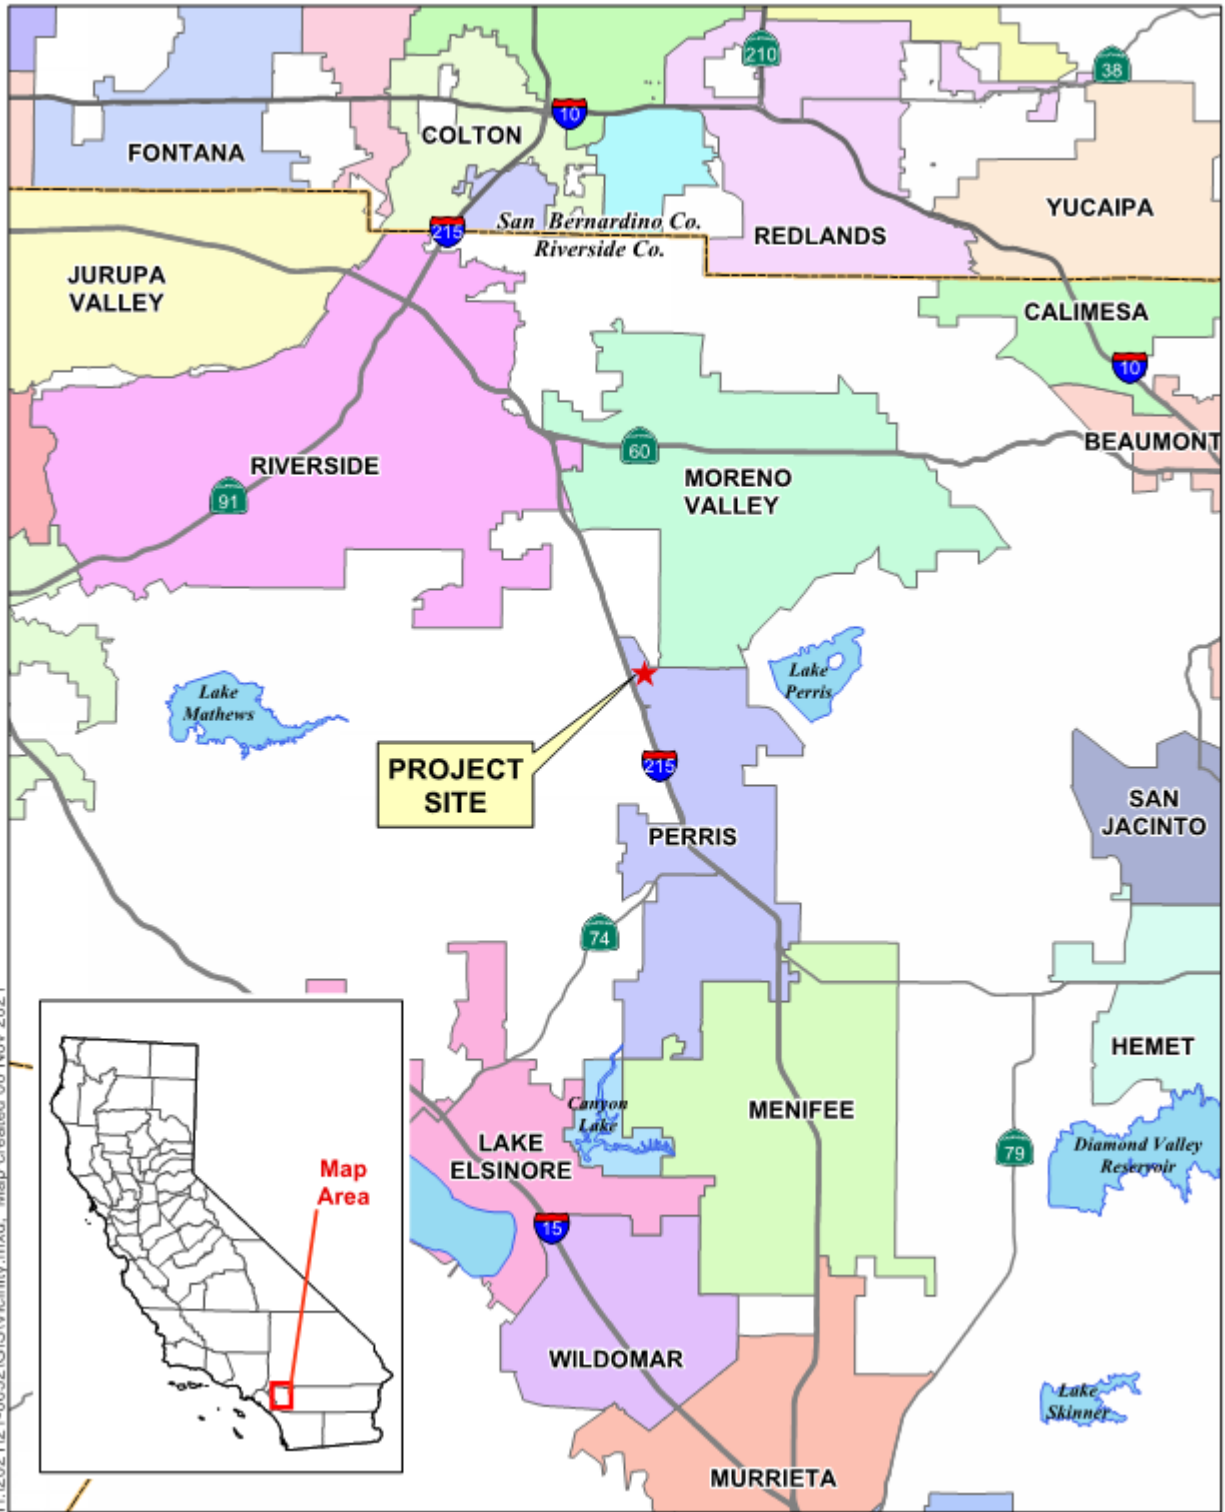 210
38
10
COLTON
FONTANA
YUCAIPA
San Bernardino Co.
215
REDLANDS
Riverside Co.
JURUPA
VALLEY
CALIMESA
10
BEAUMONT
60
RIVERSIDE
MORENO
VALLEY
91
Lake
Perris
Lake
Mathews
PROJECT
SITE
215
SAN
JACINTO
PERRIS
74
HEMET
Canyon
Lake
MENIFEE
LAKE
ELSINORE
79
Diamond Valley
Reservoir
Map
Area
15
WILDOMAR
Lake
Skinner
MURRIETA